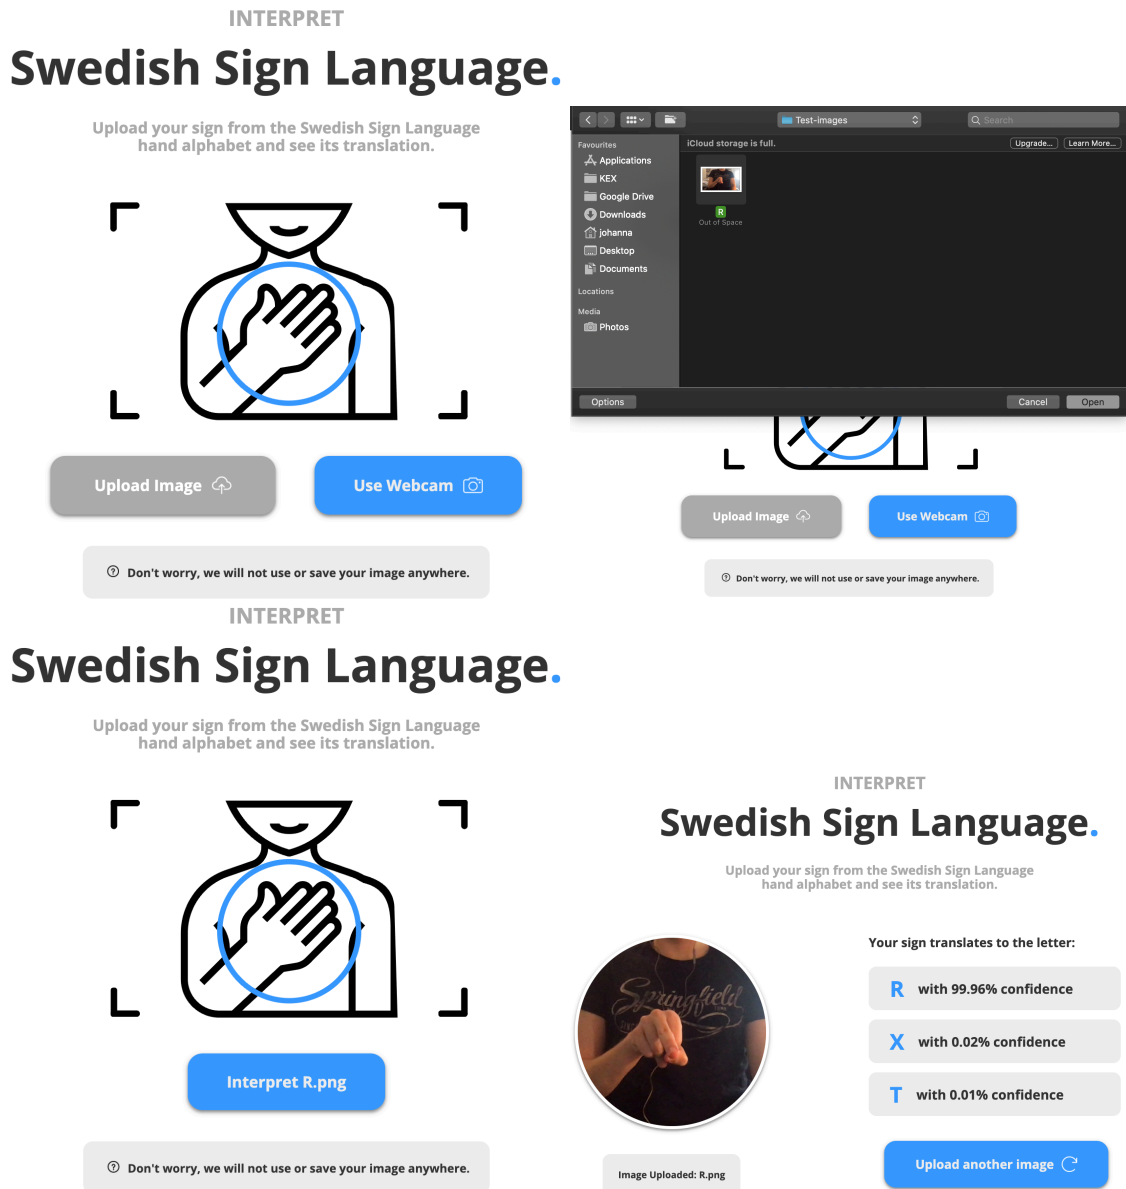 INTERPRET
Swedish Sign Language.
Upload your sign from the Swedish Sign Language
hand alphabet and see its translation.
Upload Image
Use Webcam
Don't worry, we will not use or save your image anywhere.
Test-images
Search
Favourites
Applications
KEX
Google Drive
Downloads
johanna
Desktop
Documents
Locations
Media
Photos
iCloud storage is full.
Upgrade...
Learn More...
R
Out of Space
Options
Cancel
Open
Upload Image
Use Webcam
Don't worry, we will not use or save your image anywhere.
INTERPRET
Swedish Sign Language.
Upload your sign from the Swedish Sign Language
hand alphabet and see its translation.
Interpret R.png
Don't worry, we will not use or save your image anywhere.
INTERPRET
Swedish Sign Language.
Upload your sign from the Swedish Sign Language
hand alphabet and see its translation.
Springfield
Image Uploaded: R.png
Your sign translates to the letter:
R with 99.96% confidence
X with 0.02% confidence
T with 0.01% confidence
Upload another image